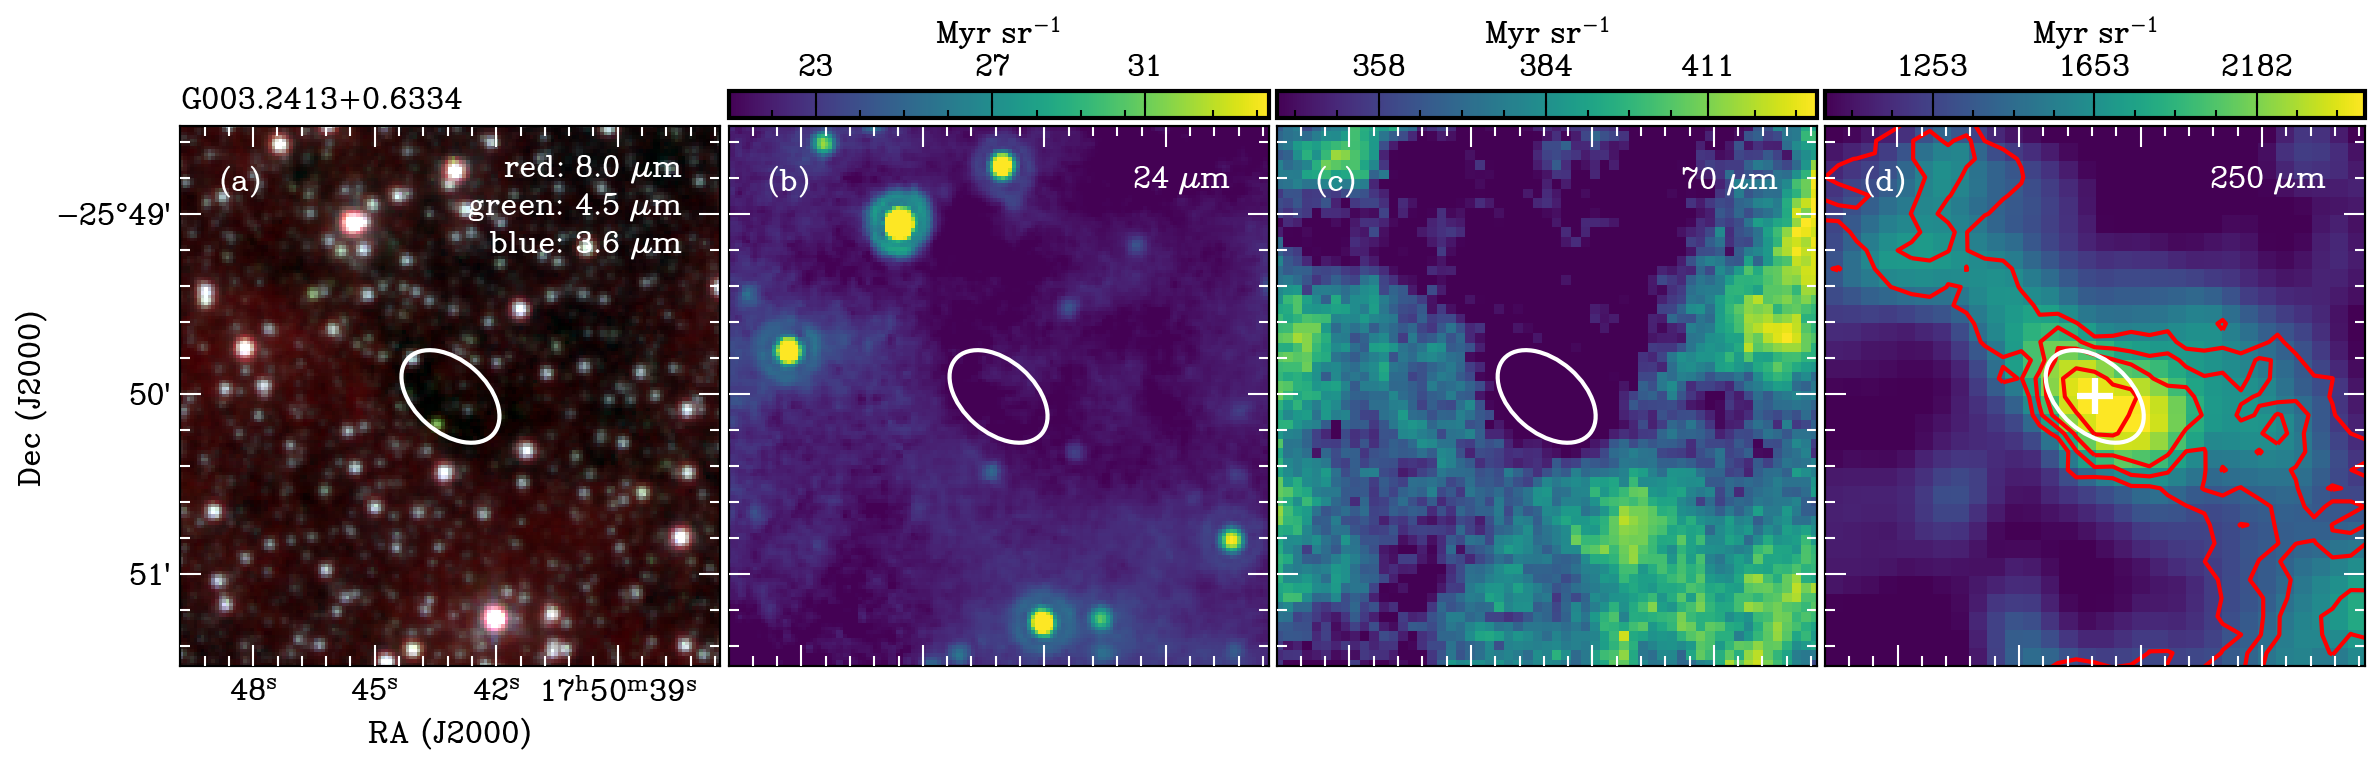 Myr sr⁻¹
23 27 31
Myr sr⁻¹
358 384 411
Myr sr⁻¹
1253 1653 2182
G003.2413+0.6334
(a)
red: 8.0 μm
green: 4.5 μm
blue: 3.6 μm
(b)
24 μm
(c)
70 μm
(d)
250 μm
−25°49'
50'
51'
Dec (J2000)
48ˢ 45ˢ 42ˢ 17ʰ50ᵐ39ˢ
RA (J2000)